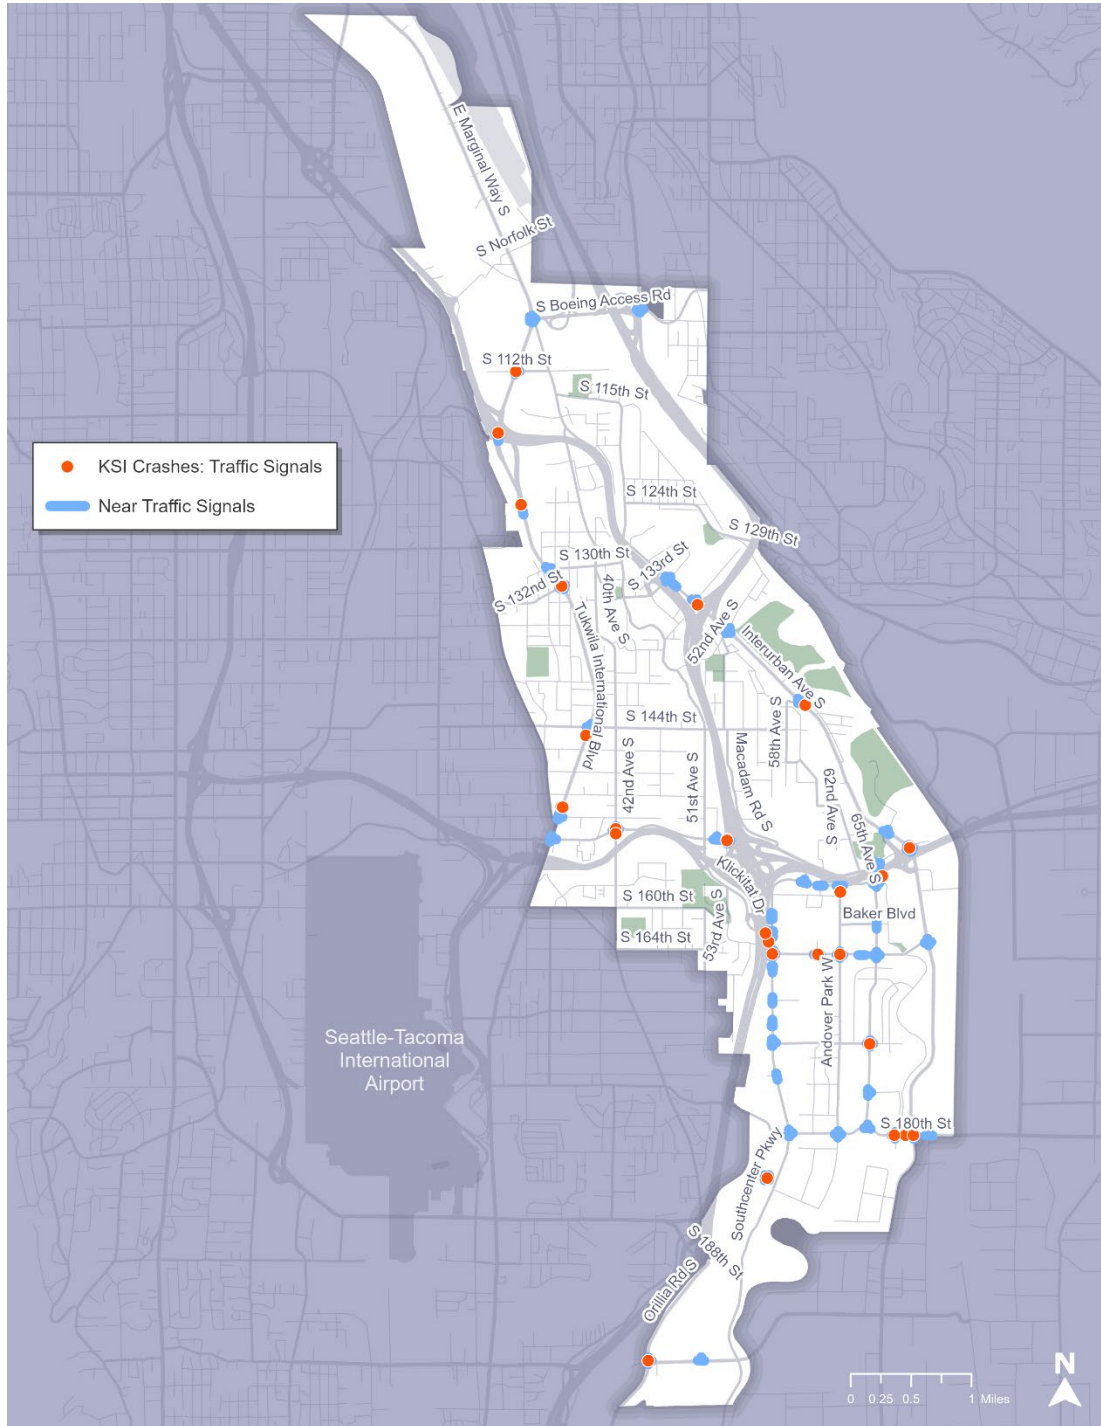 E Marginal Way S
S Norfolk St
S Boeing Access Rd
S 112th St
S 115th St
KSI Crashes: Traffic Signals
Near Traffic Signals
S 124th St
S 129th St
S 130th St
S 133rd St
S 132nd St
40th Ave S
52nd Ave S
Tukwila International Blvd
Interurban Ave S
S 144th St
58th Ave S
42nd Ave S
51st Ave S
Macadam Rd S
62nd Ave S
65th Ave S
Klickitat Dr
S 160th St
53rd Ave S
Baker Blvd
S 164th St
Andover Park W
Seattle-Tacoma
International
Airport
S 180th St
Southcenter Pkwy
S 188th St
Orillia Rd S
N
0 0.25 0.5 1 Miles